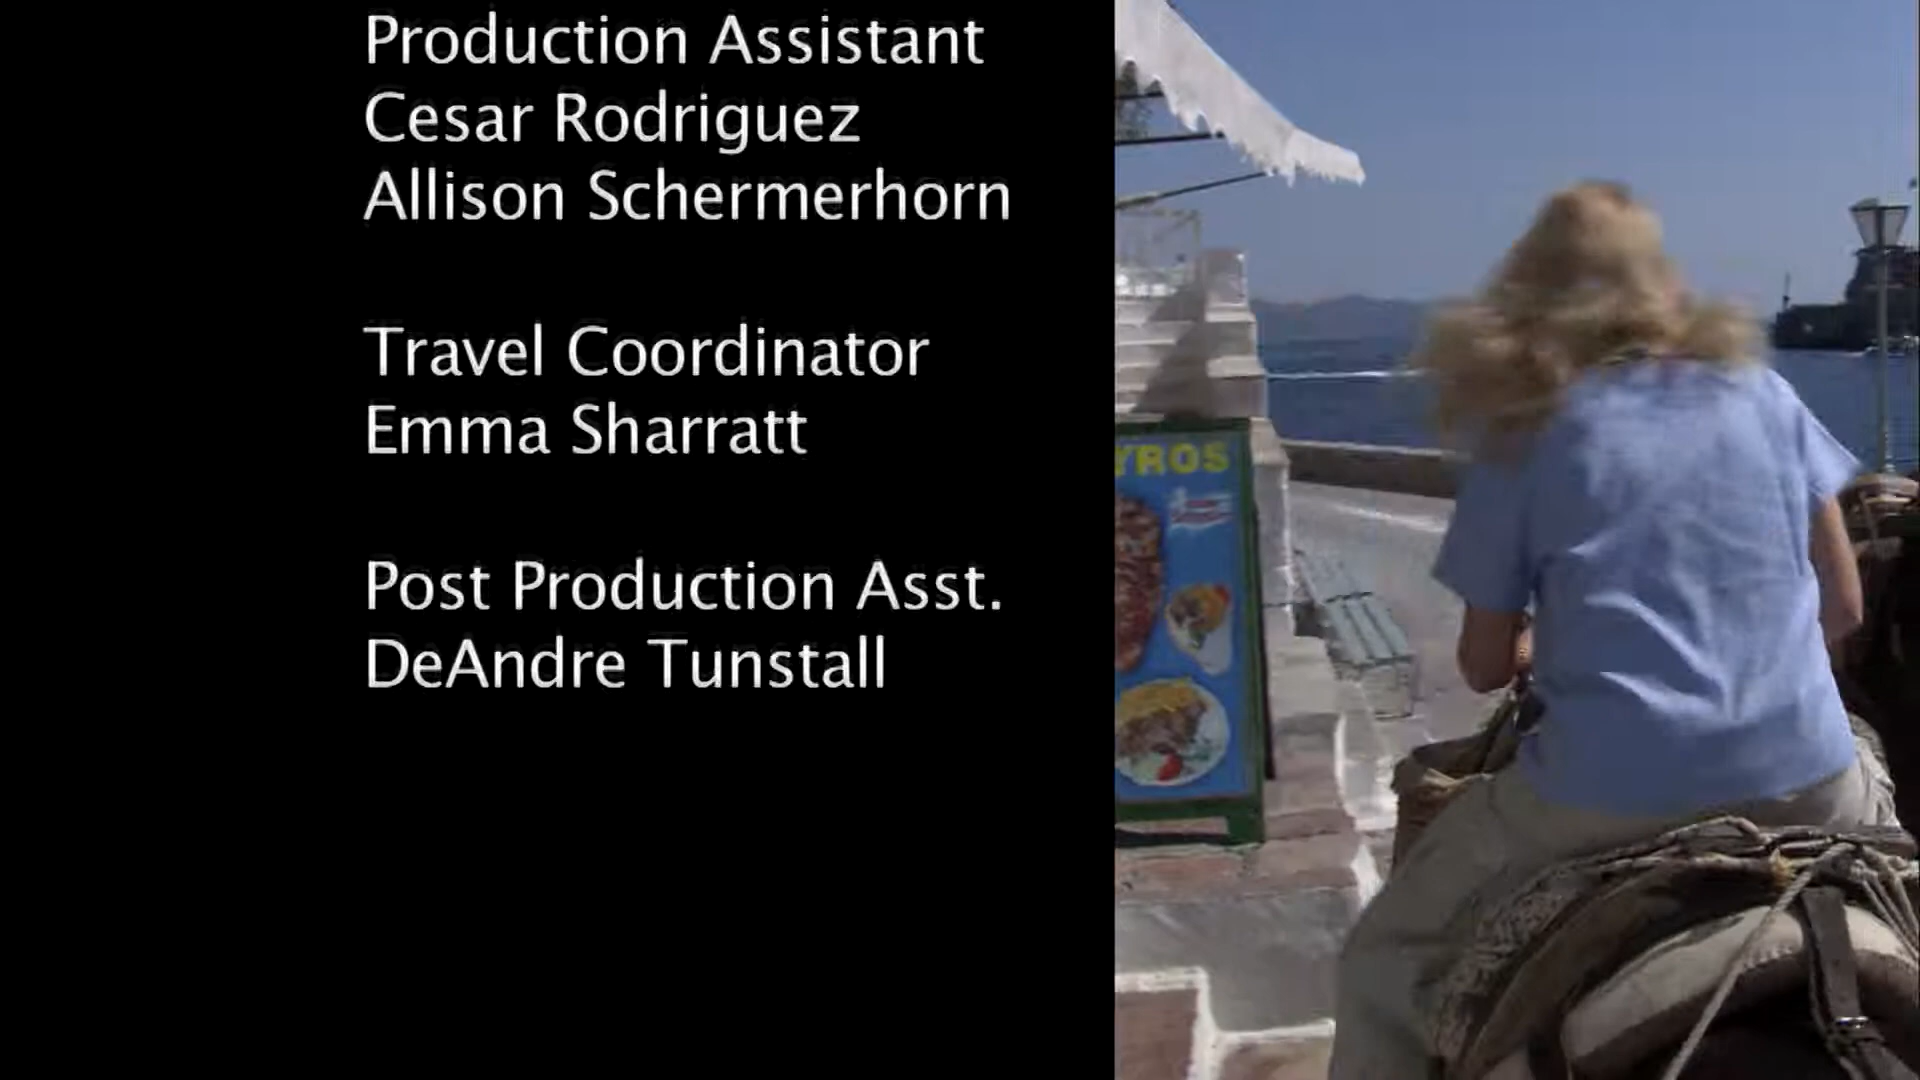 Production Assistant
Cesar Rodriguez
Allison Schermerhorn
Travel Coordinator
Emma Sharratt
Post Production Asst.
DeAndre Tunstall
YROS